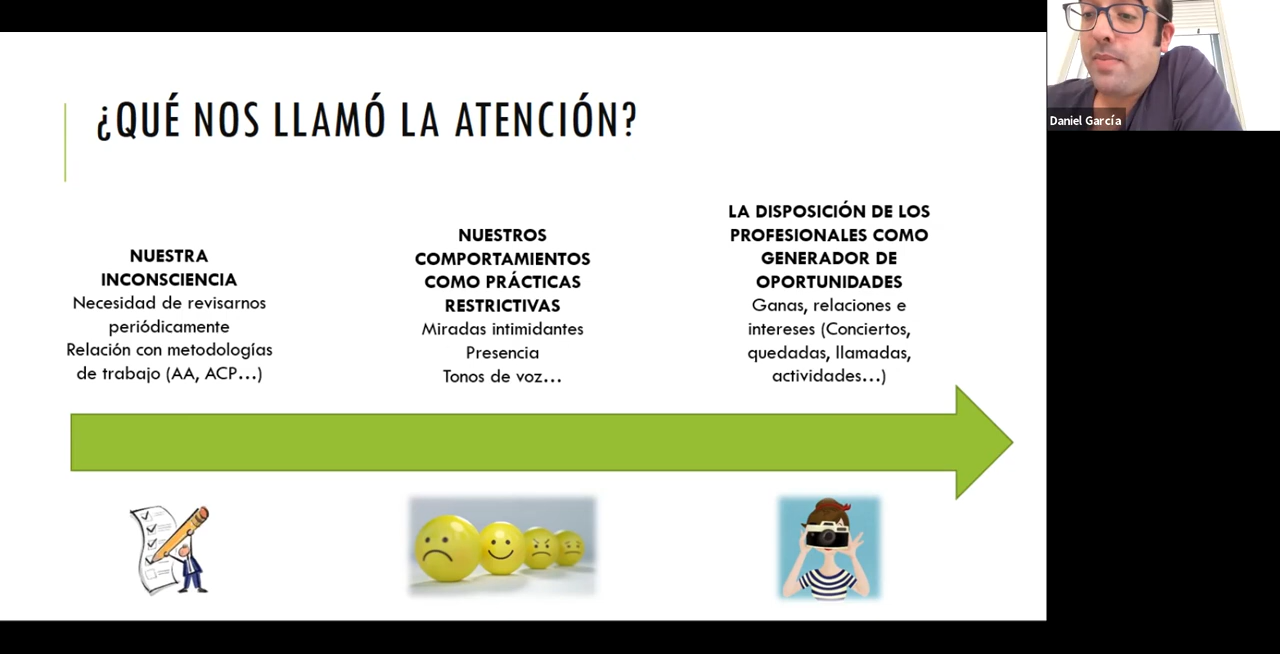 ¿QUÉ NOS LLAMÓ LA ATENCIÓN?
NUESTRA
INCONSCIENCIA
Necesidad de revisarnos
periódicamente
Relación con metodologías
de trabajo (AA, ACP...)
NUESTROS
COMPORTAMIENTOS
COMO PRÁCTICAS
RESTRICTIVAS
Miradas intimidantes
Presencia
Tonos de voz...
LA DISPOSICIÓN DE LOS
PROFESIONALES COMO
GENERADOR DE
OPORTUNIDADES
Ganas, relaciones e
intereses (Conciertos,
quedadas, llamadas,
actividades...)
Daniel García